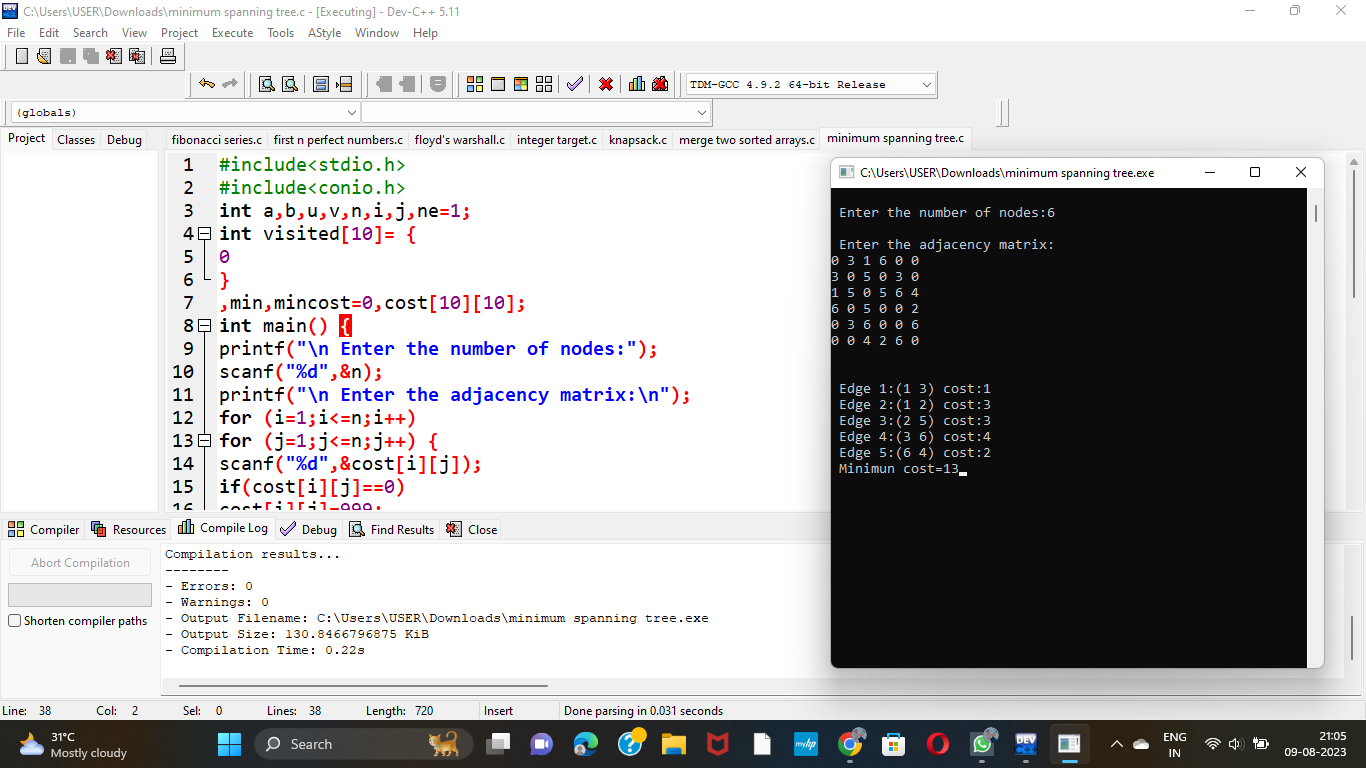 C:\Users\USER\Downloads\minimum spanning tree.c - [Executing] - Dev-C++ 5.11
File Edit Search View Project Execute Tools AStyle Window Help
TDM-GCC 4.9.2 64-bit Release
(globals)
Project Classes Debug
fibonacci series.c first n perfect numbers.c floyd's warshall.c integer target.c knapsack.c merge two sorted arrays.c minimum spanning tree.c
1 #include<stdio.h>
2 #include<conio.h>
3 int a,b,u,v,n,i,j,ne=1;
4 int visited[10]= {
5 0
6 }
7 ,min,mincost=0,cost[10][10];
8 int main() {
9 printf("\n Enter the number of nodes:");
10 scanf("%d",&n);
11 printf("\n Enter the adjacency matrix:\n");
12 for (i=1;i<=n;i++)
13 for (j=1;j<=n;j++) {
14 scanf("%d",&cost[i][j]);
15 if(cost[i][j]==0)
16 cost[i][j]=999;
C:\Users\USER\Downloads\minimum spanning tree.exe
Enter the number of nodes:6
Enter the adjacency matrix:
0 3 1 6 0 0
3 0 5 0 3 0
1 5 0 5 6 4
6 0 5 0 0 2
0 3 6 0 0 6
0 0 4 2 6 0
Edge 1:(1 3) cost:1
Edge 2:(1 2) cost:3
Edge 3:(2 5) cost:3
Edge 4:(3 6) cost:4
Edge 5:(6 4) cost:2
Minimun cost=13
Compiler Resources Compile Log Debug Find Results Close
Abort Compilation
Shorten compiler paths
Compilation results...
--------
- Errors: 0
- Warnings: 0
- Output Filename: C:\Users\USER\Downloads\minimum spanning tree.exe
- Output Size: 130.8466796875 KiB
- Compilation Time: 0.22s
Line: 38 Col: 2 Sel: 0 Lines: 38 Length: 720 Insert Done parsing in 0.031 seconds
31°C
Mostly cloudy
Search
myhp
DEV
ENG
IN
21:05
09-08-2023